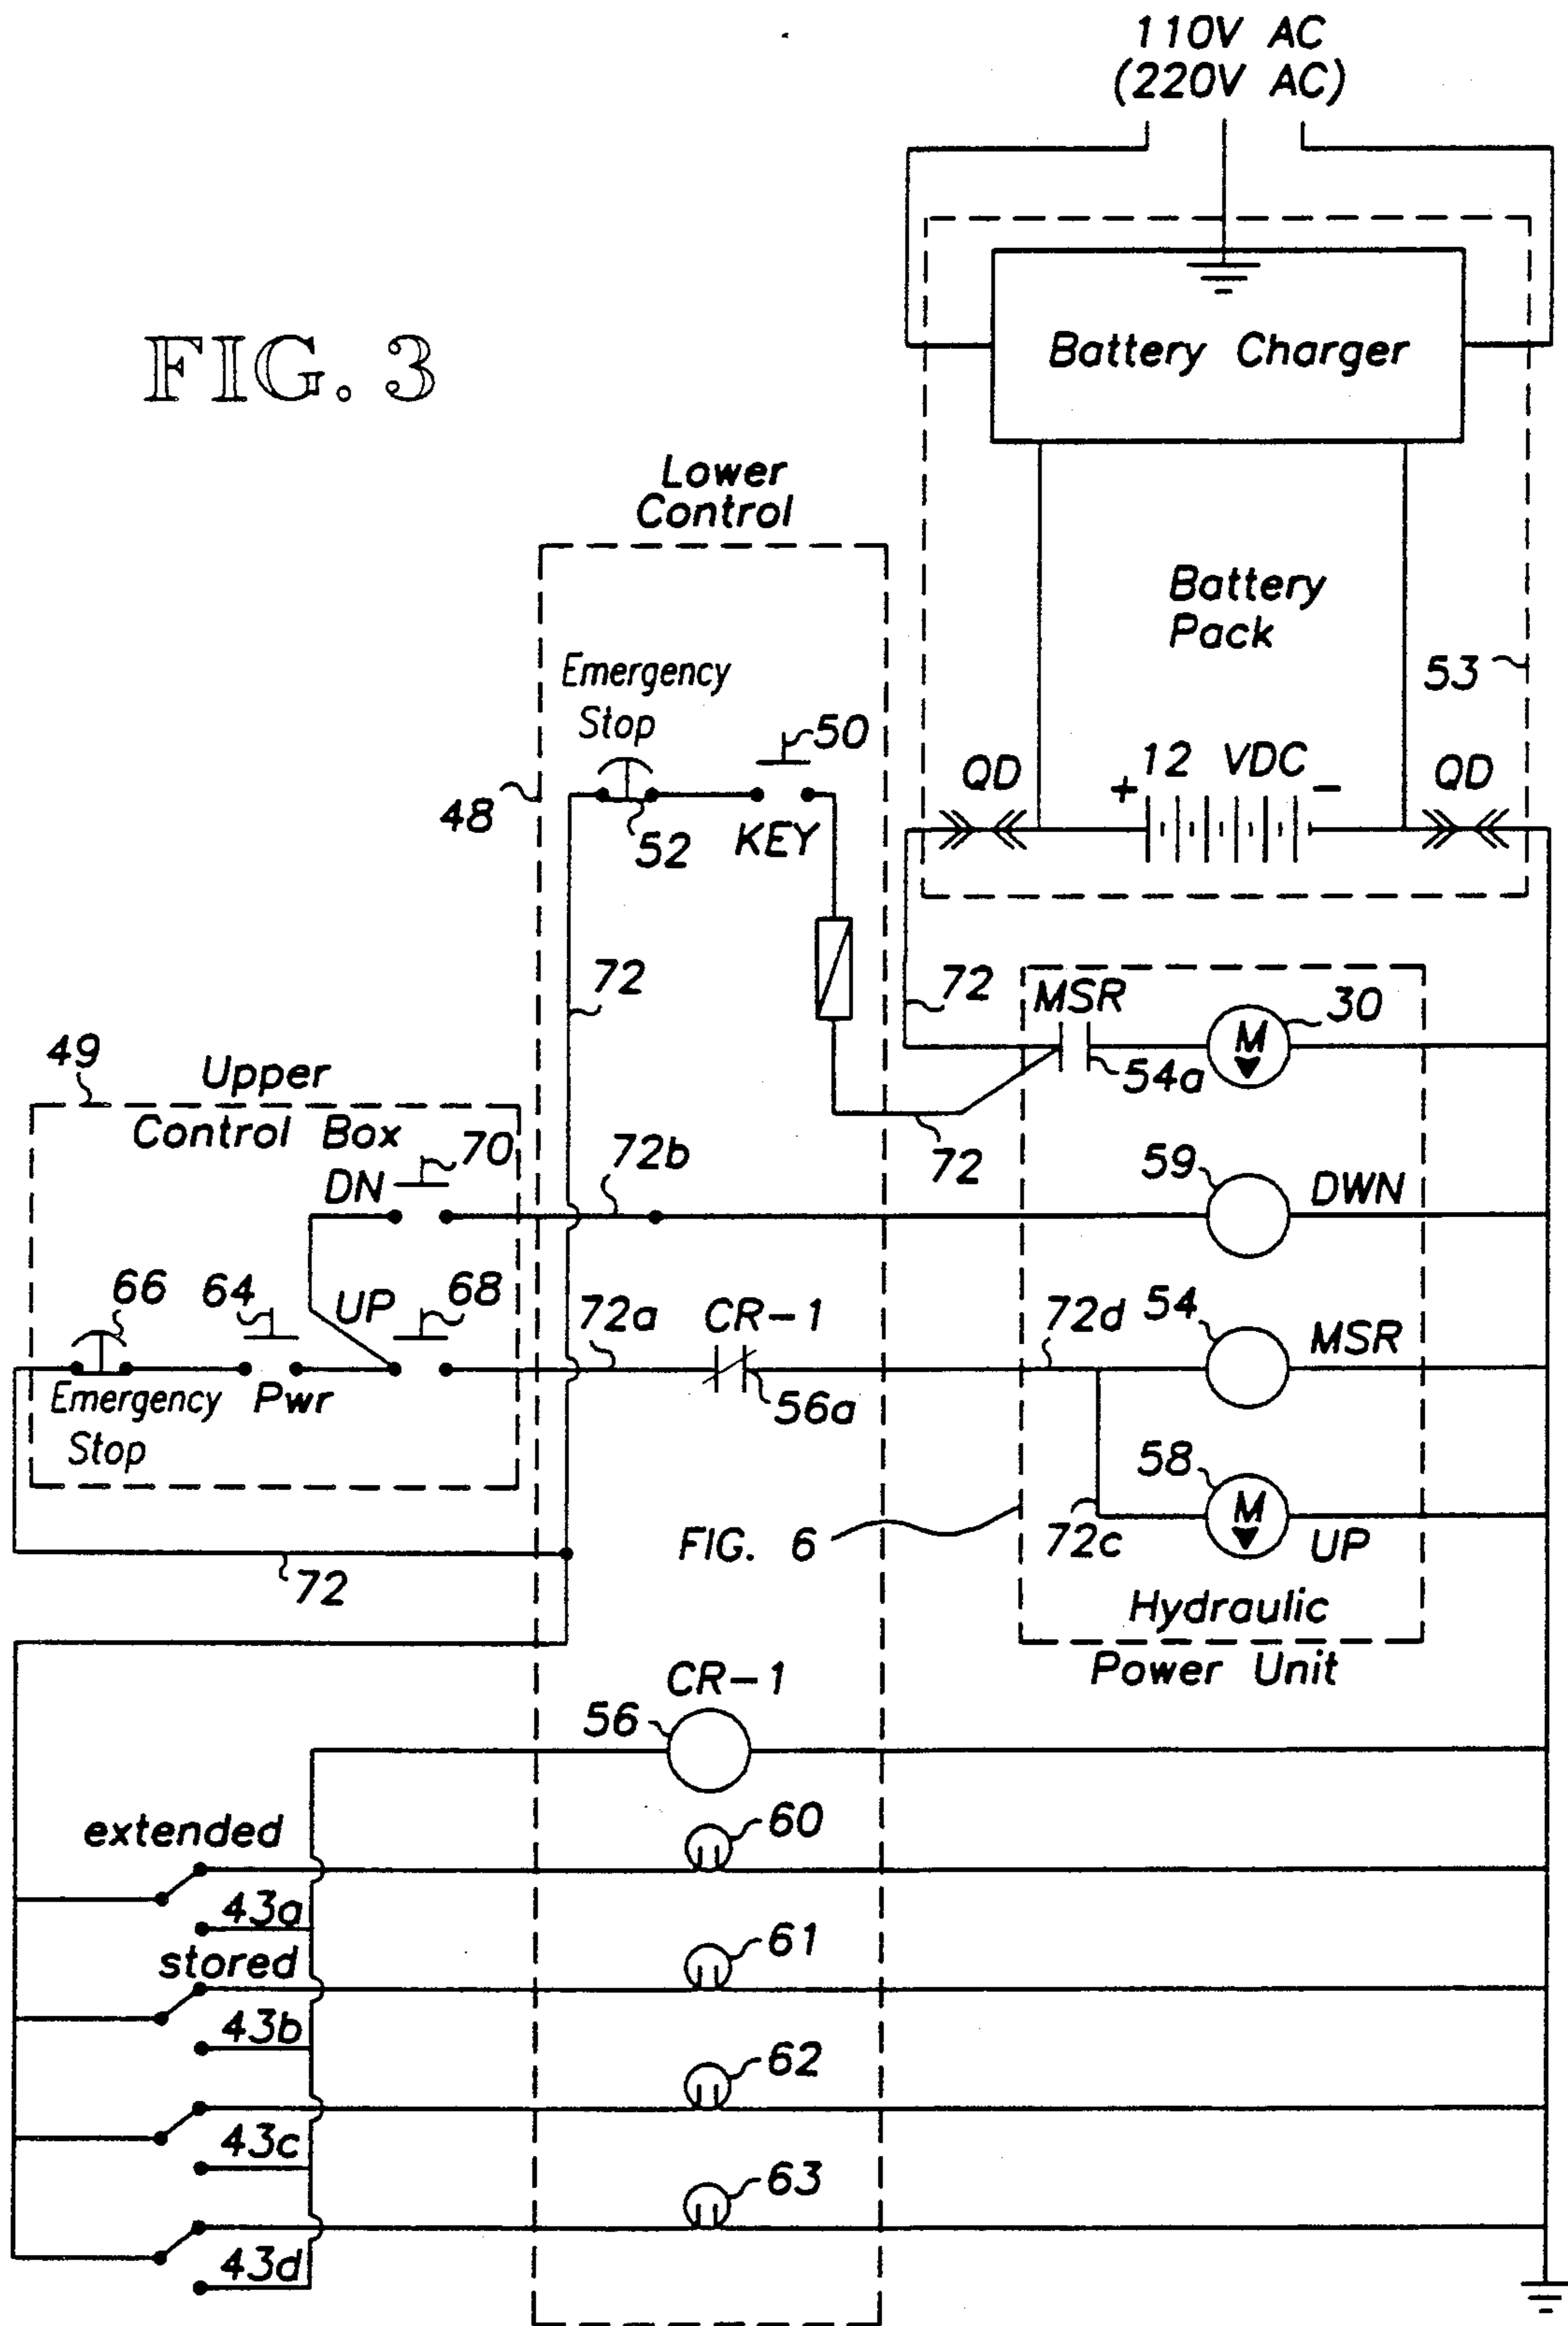 110V AC
(220V AC)
FIG. 3
Battery Charger
Lower
Control
Battery
Pack
53
Emergency
Stop
50
48
52
KEY
QD
+
12 VDC
−
QD
72
72
MSR
30
54a
72
49
Upper
Control Box
DN
70
72b
59
DWN
66
64
UP
68
72a
CR-1
72d
54
MSR
Emergency
Stop
Pwr
56a
58
M
M
72c
UP
FIG. 6
72
Hydraulic
Power Unit
CR-1
56
extended
60
43a
stored
61
43b
62
43c
63
43d